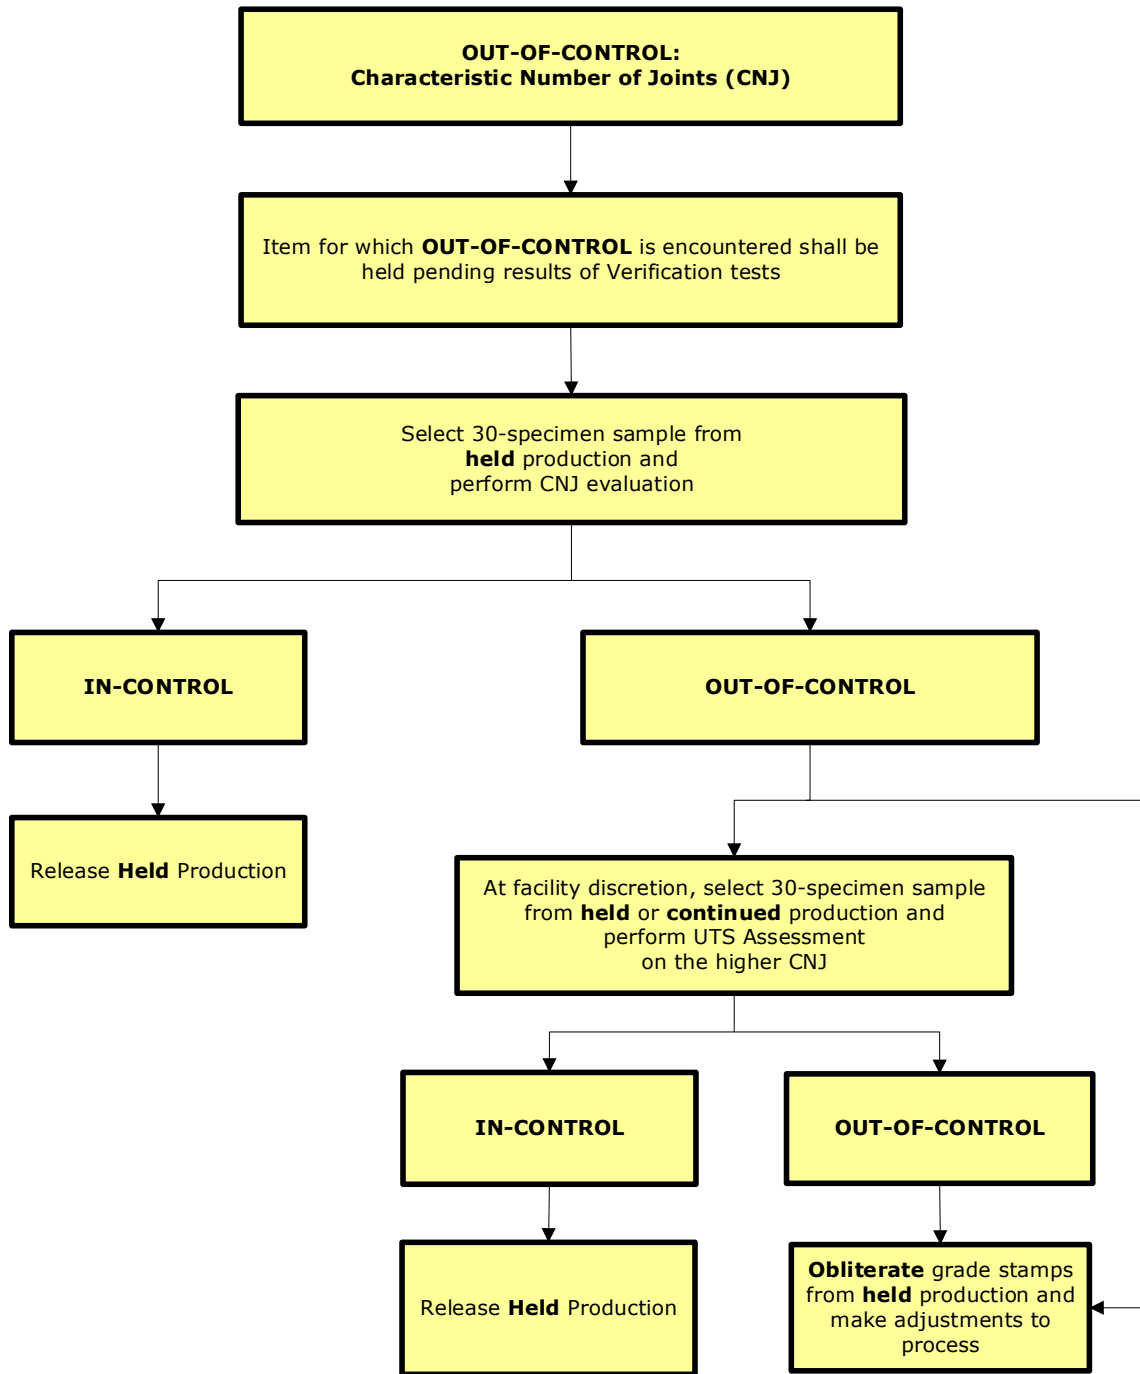 OUT-OF-CONTROL:
Characteristic Number of Joints (CNJ)
Item for which OUT-OF-CONTROL is encountered shall be
held pending results of Verification tests
Select 30-specimen sample from
held production and
perform CNJ evaluation
IN-CONTROL
OUT-OF-CONTROL
Release Held Production
At facility discretion, select 30-specimen sample
from held or continued production and
perform UTS Assessment
on the higher CNJ
IN-CONTROL
OUT-OF-CONTROL
Release Held Production
Obliterate grade stamps
from held production and
make adjustments to
process